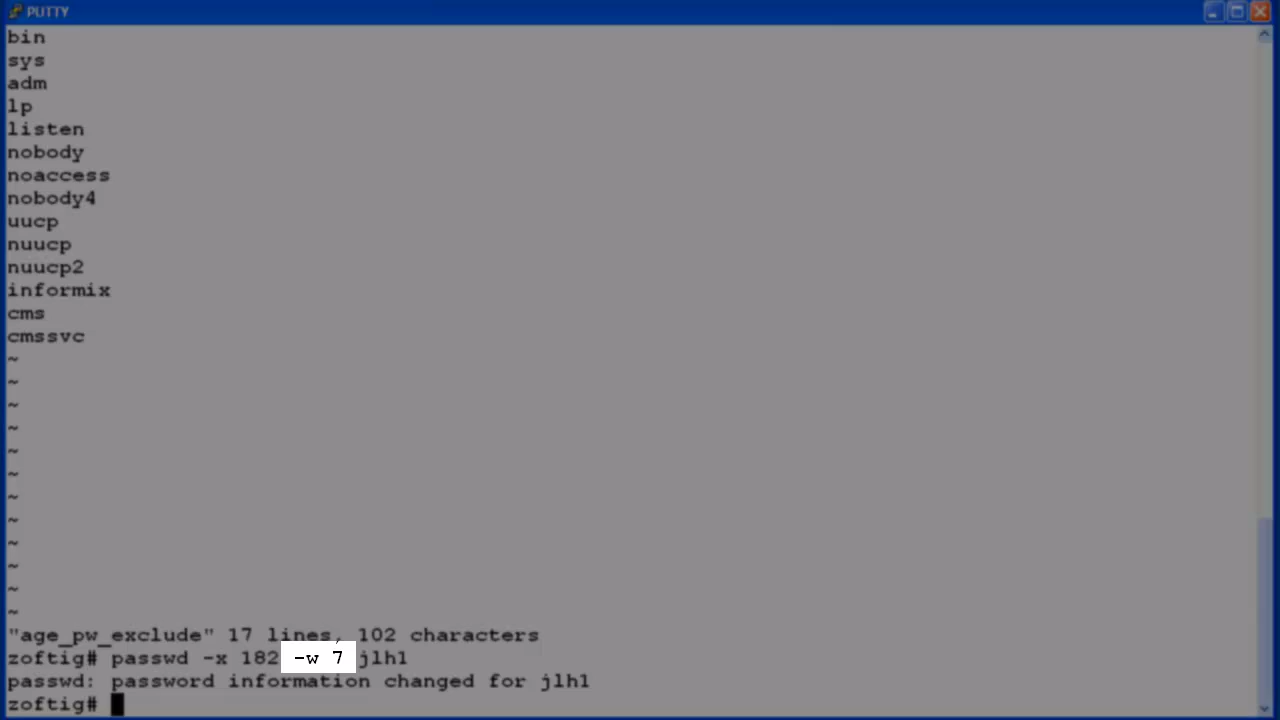 PUTTY
bin
sys
adm
lp
listen
nobody
noaccess
nobody4
uucp
nuucp
nuucp2
informix
cms
cmssvc
~
~
~
~
~
~
~
~
~
~
~
~
"age_pw_exclude" 17 lines, 102 characters
zoftig# passwd -x 182 -w 7 jlh1
passwd: password information changed for jlh1
zoftig#